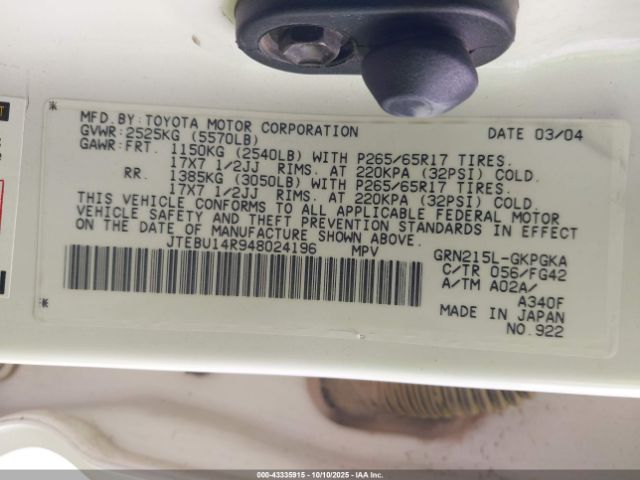 MFD.BY:TOYOTA MOTOR CORPORATION DATE 03/04
GVWR:2525KG (5570LB)
GAWR:FRT. 1150KG (2540LB) WITH P265/65R17 TIRES.
17X7 1/2JJ RIMS. AT 220KPA (32PSI) COLD.
RR. 1385KG (3050LB) WITH P265/65R17 TIRES.
17X7 1/2JJ RIMS. AT 220KPA (32PSI) COLD.
THIS VEHICLE CONFORMS TO ALL APPLICABLE FEDERAL MOTOR
VEHICLE SAFETY AND THEFT PREVENTION STANDARDS IN EFFECT
ON THE DATE OF MANUFACTURE SHOWN ABOVE.
JTEBU14R948024196 MPV GRN215L-GKPGKA
C/TR 056/FG42
A/TM A02A/
A340F
MADE IN JAPAN
NO.922
000-43335915 - 10/10/2025 - IAA, Inc.